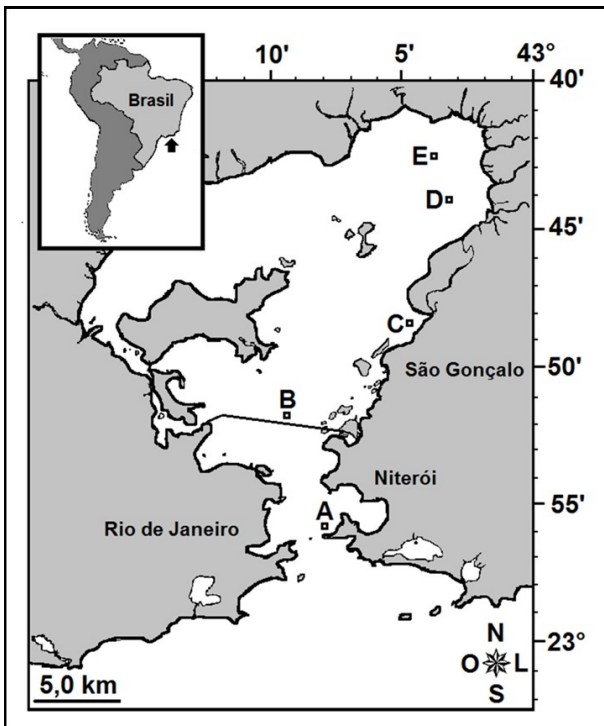 10' 5' 43°
Brasil
40'
E
D
45'
C
50'
São Gonçalo
B
Niterói
55'
A
Rio de Janeiro
23°
N
O L
S
5,0 km